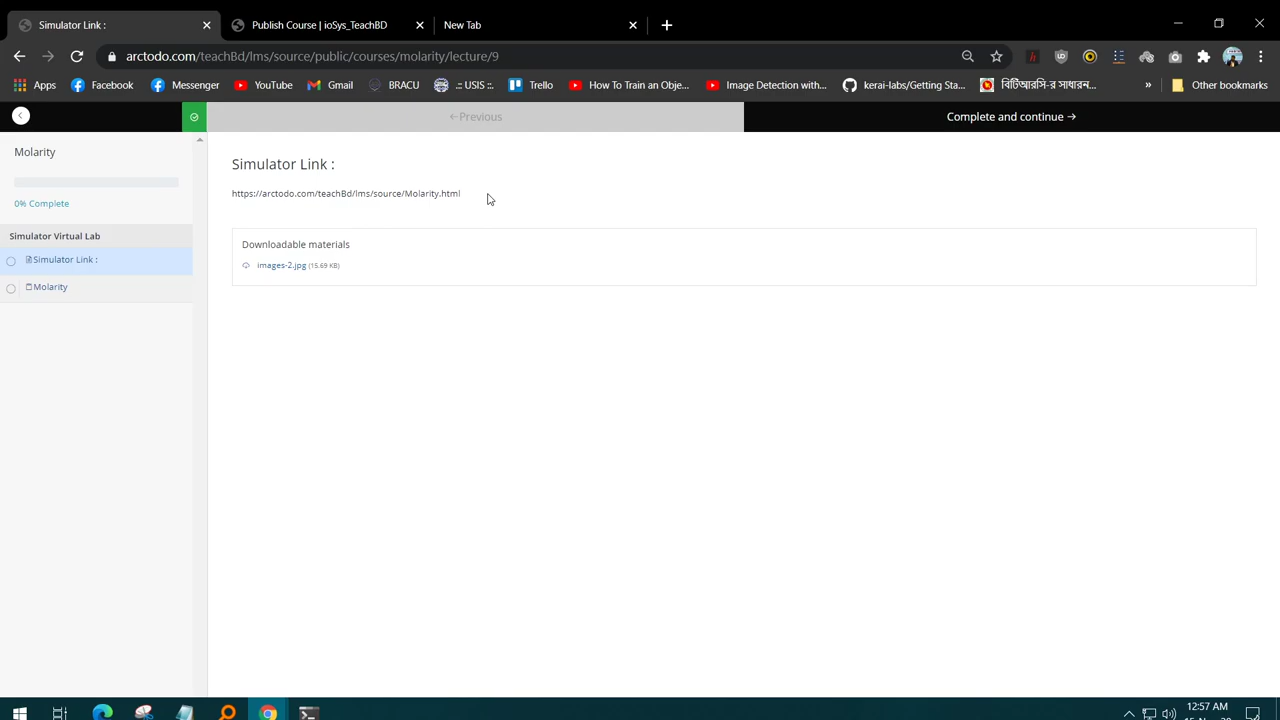 Simulator Link :
Publish Course | ioSys_TeachBD
New Tab
arctodo.com/teachBd/lms/source/public/courses/molarity/lecture/9
Apps
Facebook
Messenger
YouTube
Gmail
BRACU
.:: USIS ::.
Trello
How To Train an Obje...
Image Detection with...
kerai-labs/Getting Sta...
বিটিআরসি-র সাধারন...
»
Other bookmarks
←Previous
Complete and continue →
Molarity
0% Complete
Simulator Virtual Lab
Simulator Link :
Molarity
Simulator Link :
https://arctodo.com/teachBd/lms/source/Molarity.html
Downloadable materials
images-2.jpg (15.69 KB)
12:57 AM